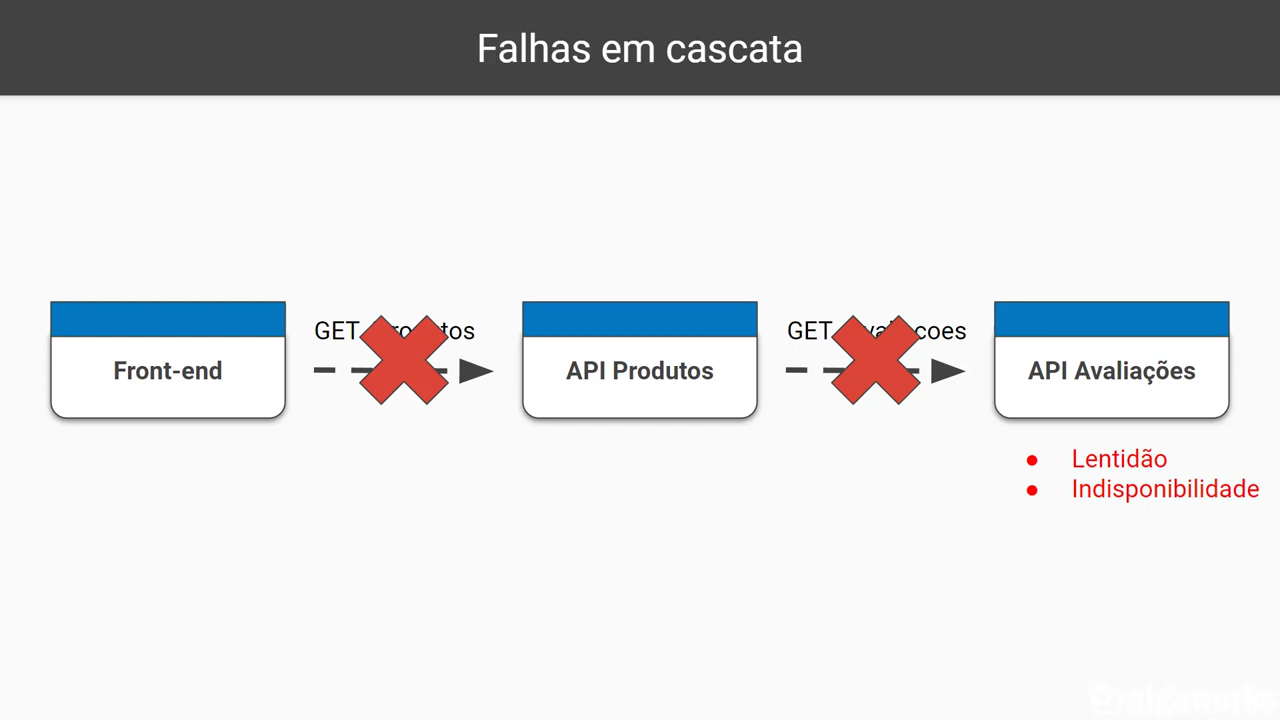 Falhas em cascata
GET
GET
Front-end
API Produtos
API Avaliações
● Lentidão
● Indisponibilidade